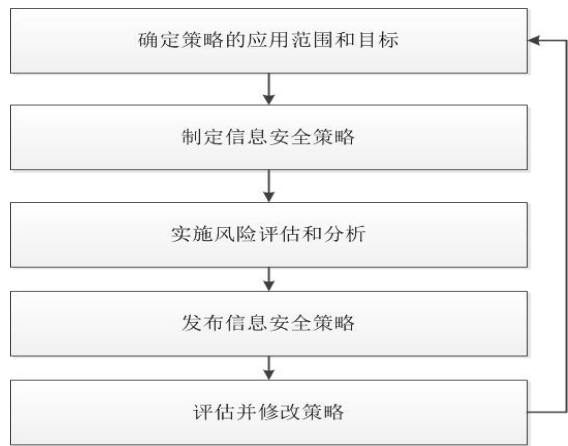 确定策略的应用范围和目标
制定信息安全策略
实施风险评估和分析
发布信息安全策略
评估并修改策略